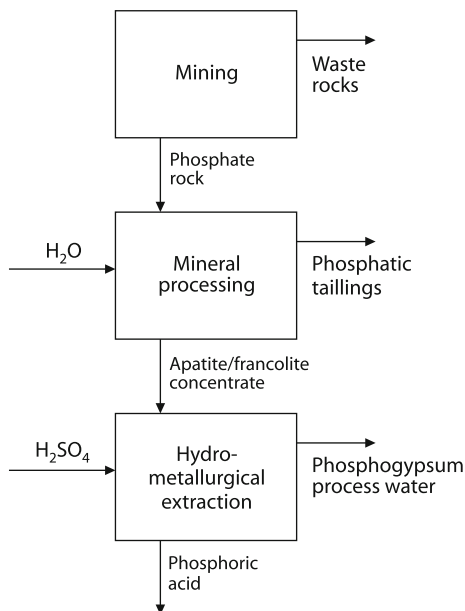 Mining
Waste
rocks
Phosphate
rock
H₂O
Mineral
processing
Phosphatic
taillings
Apatite/francolite
concentrate
H₂SO₄
Hydro-
metallurgical
extraction
Phosphogypsum
process water
Phosphoric
acid